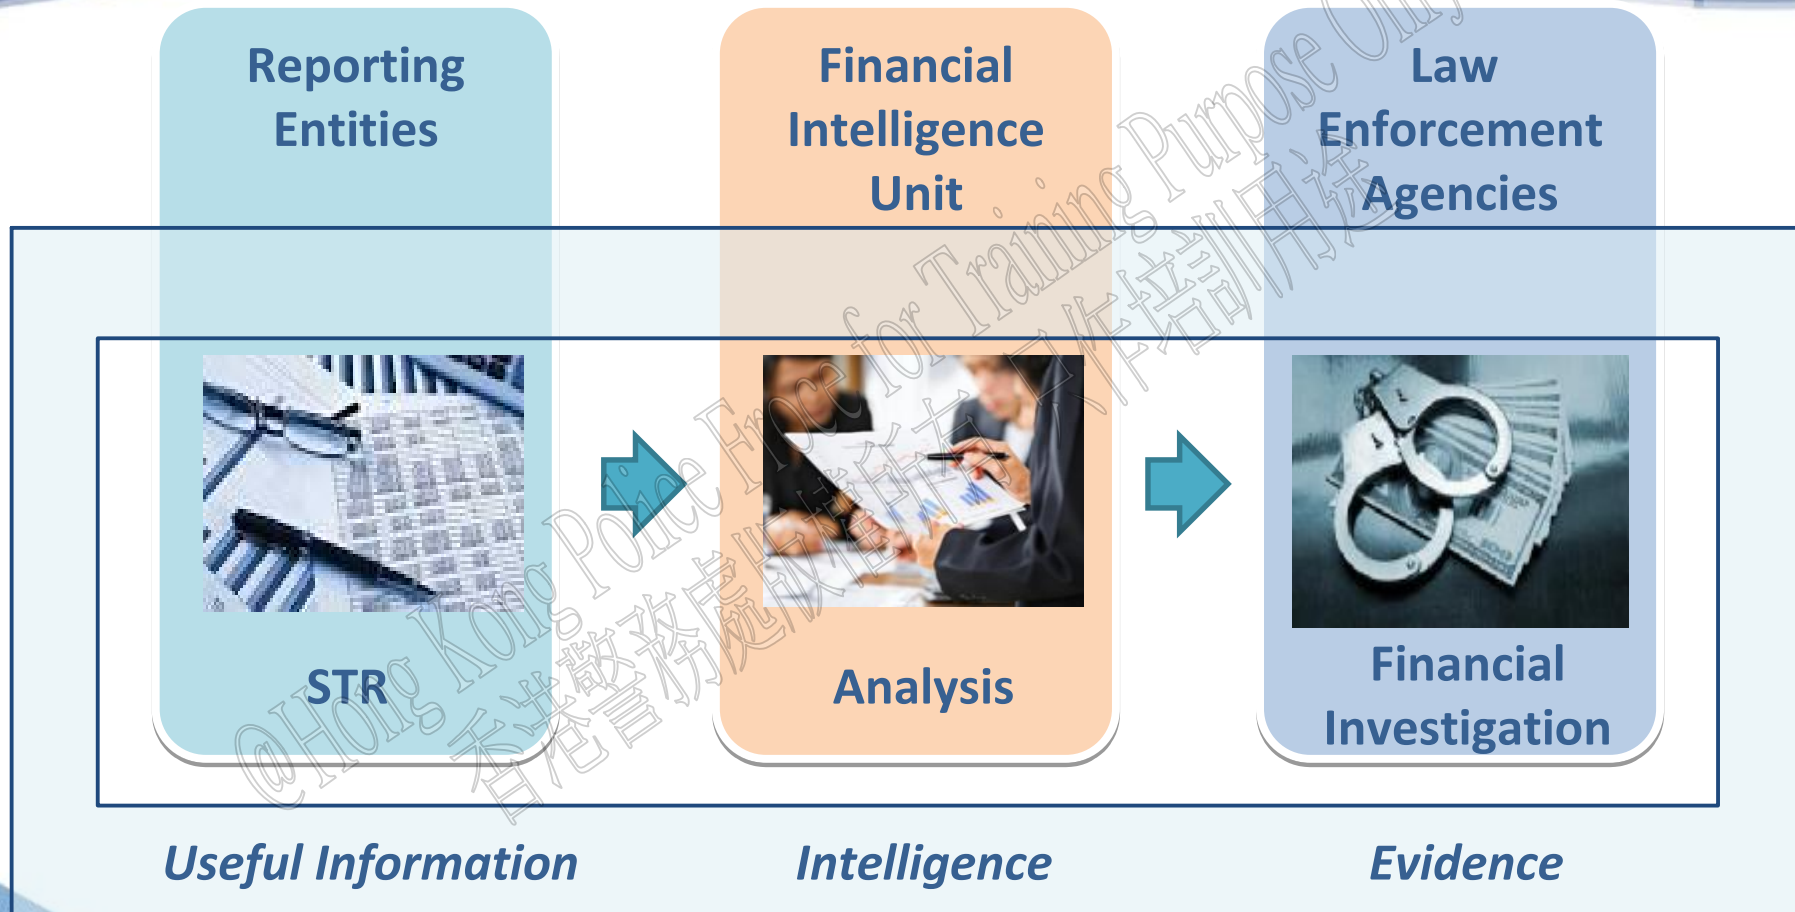 Reporting
Entities
Financial
Intelligence
Unit
Law
Enforcement
Agencies
STR
Analysis
Financial
Investigation
Useful Information
Intelligence
Evidence
@Hong Kong Police Froce for Training Purpose Only
香港警務處版權所有 只作培訓用途